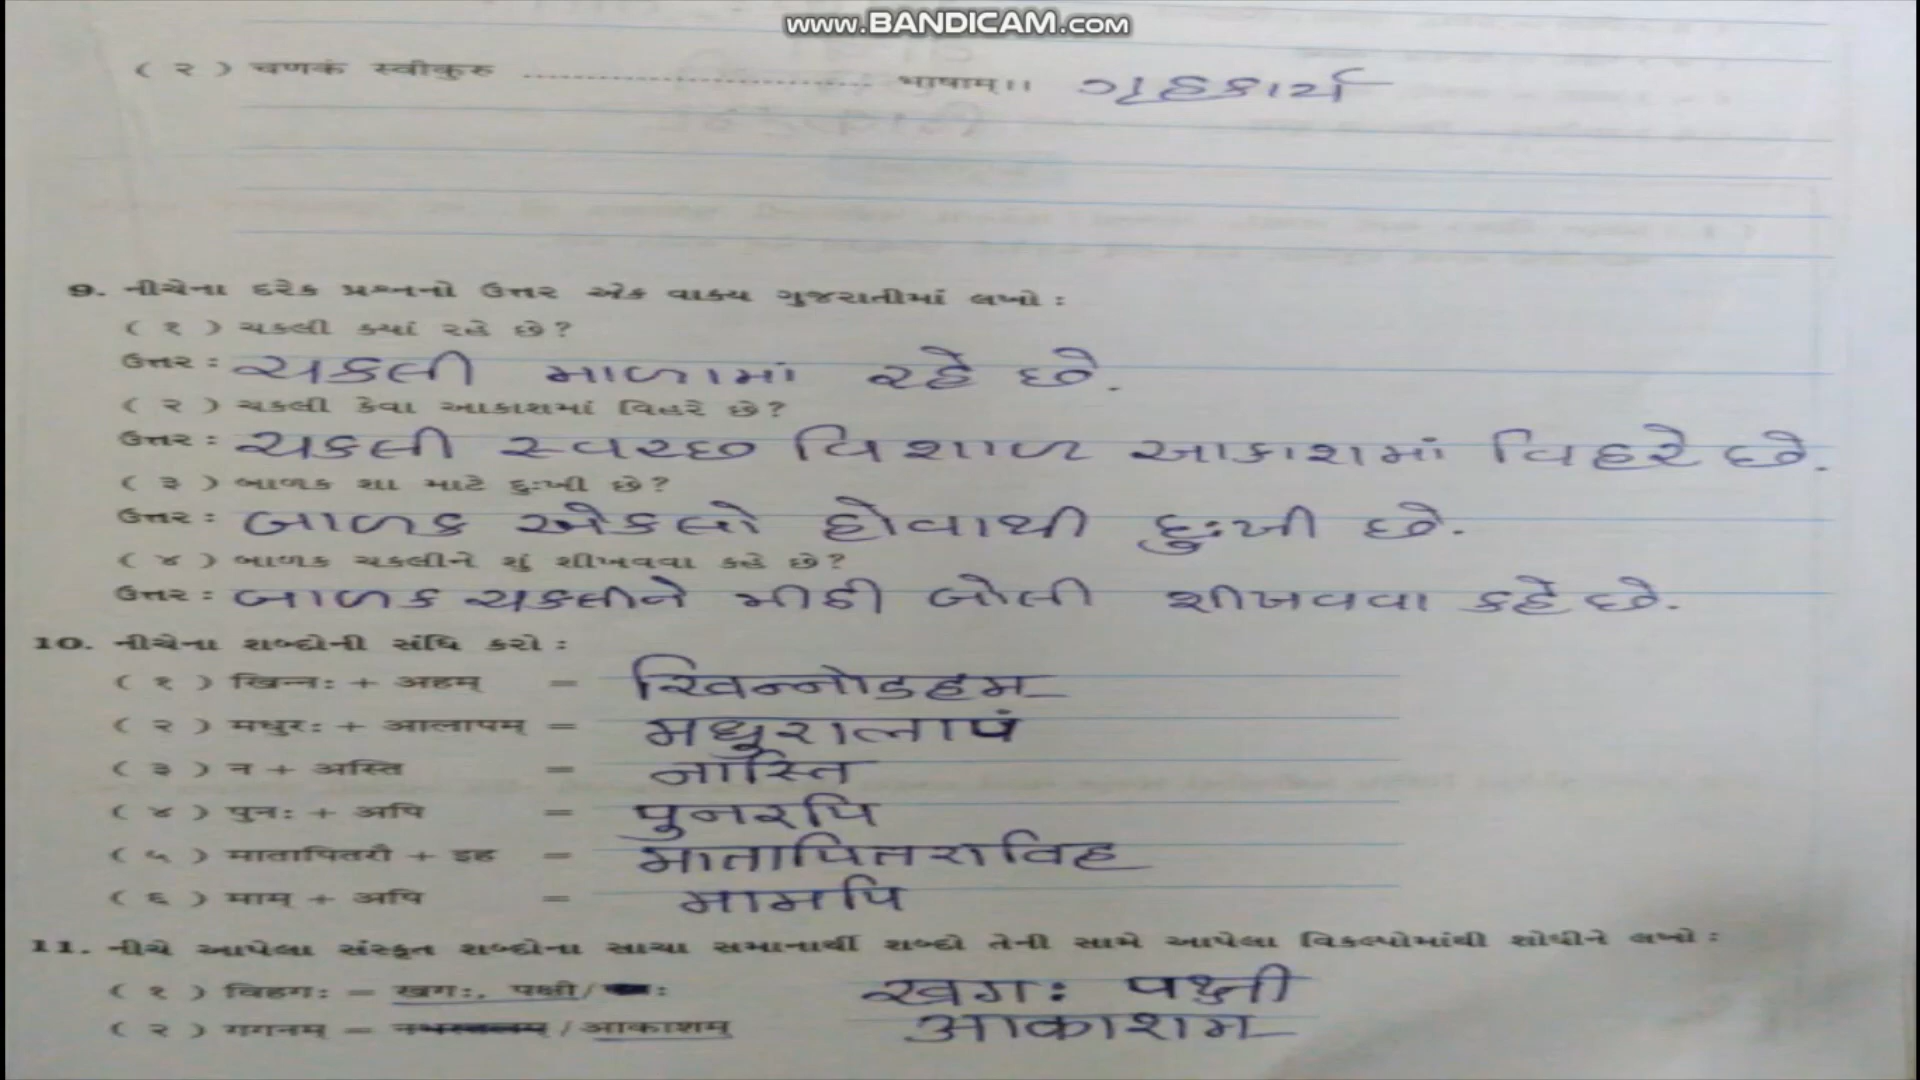 www.BANDICAM.com
( २ ) चणकं स्वीकुरु ........................................ भाषाम्।। ગૃહકાર્ય
9. નીચેના દરેક પ્રશ્નનો ઉત્તર એક વાક્ય ગુજરાતીમાં લખો :
( ૧ ) ચકલી ક્યાં રહે છે?
ઉત્તર : ચકલી માળામાં રહે છે.
( ૨ ) ચકલી કેવા આકાશમાં વિહરે છે?
ઉત્તર : ચકલી સ્વચ્છ વિશાળ આકાશમાં વિહરે છે.
( ૩ ) બાળક શા માટે દુઃખી છે?
ઉત્તર : બાળક એકલો હોવાથી દુઃખી છે.
( ૪ ) બાળક ચકલીને શું શીખવવા કહે છે?
ઉત્તર : બાળક ચકલીને મીઠી બોલી શીખવવા કહે છે.
10. નીચેના શબ્દોની સંધિ કરો :
( १ ) खिन्नः + अहम् = खिन्नोऽहम्
( २ ) मधुरः + आलापम् = मधुरालापं
( ३ ) न + अस्ति = नास्ति
( ४ ) पुनः + अपि = पुनरपि
( ५ ) मातापितरौ + इह = मातापितराविह
( ६ ) माम् + अपि = मामपि
11. નીચે આપેલા સંસ્કૃત શબ્દોના સાચા સમાનાર્થી શબ્દો તેની સામે આપેલા વિકલ્પોમાંથી શોધીને લખો :
( १ ) विहगः = खगः, पक्षी / खगः पक्षी
( २ ) गगनम् = / आकाशम् आकाशम्